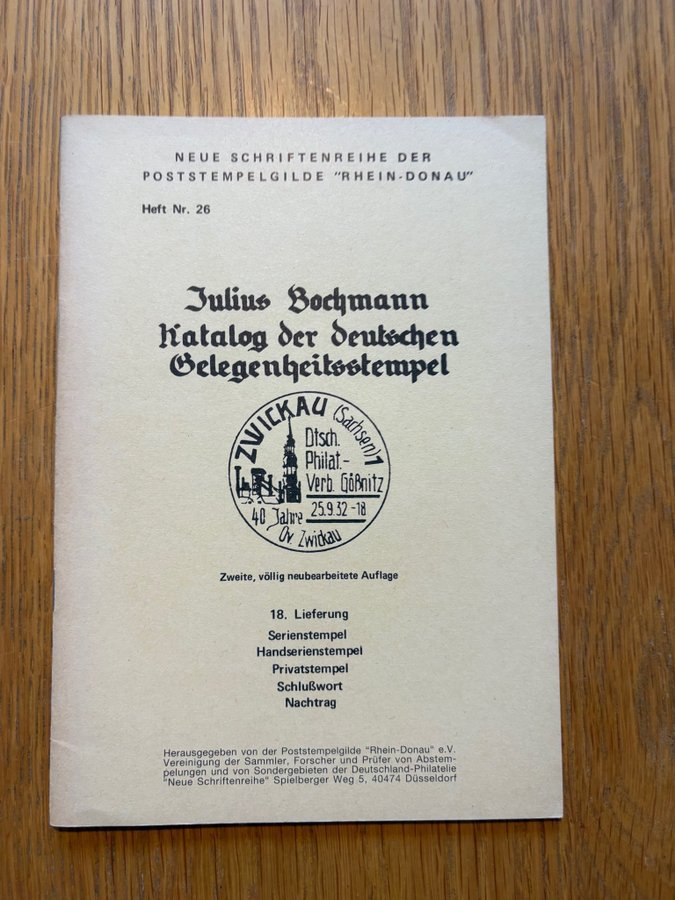 NEUE SCHRIFTENREIHE DER
POSTSTEMPELGILDE "RHEIN-DONAU"
Heft Nr. 26
Julius Bochmann
Katalog der deutschen
Gelegenheitsstempel
ZWICKAU (Sachsen) 1
Dtsch.
Philat.-
Verb. Gößnitz
25.9.32-18
40 Jahre
Ov. Zwickau
Zweite, völlig neubearbeitete Auflage
18. Lieferung
Serienstempel
Handserienstempel
Privatstempel
Schlußwort
Nachtrag
Herausgegeben von der Poststempelgilde "Rhein-Donau" e.V.
Vereinigung der Sammler, Forscher und Prüfer von Abstem-
pelungen und von Sondergebieten der Deutschland-Philatelie
"Neue Schriftenreihe" Spielberger Weg 5, 40474 Düsseldorf